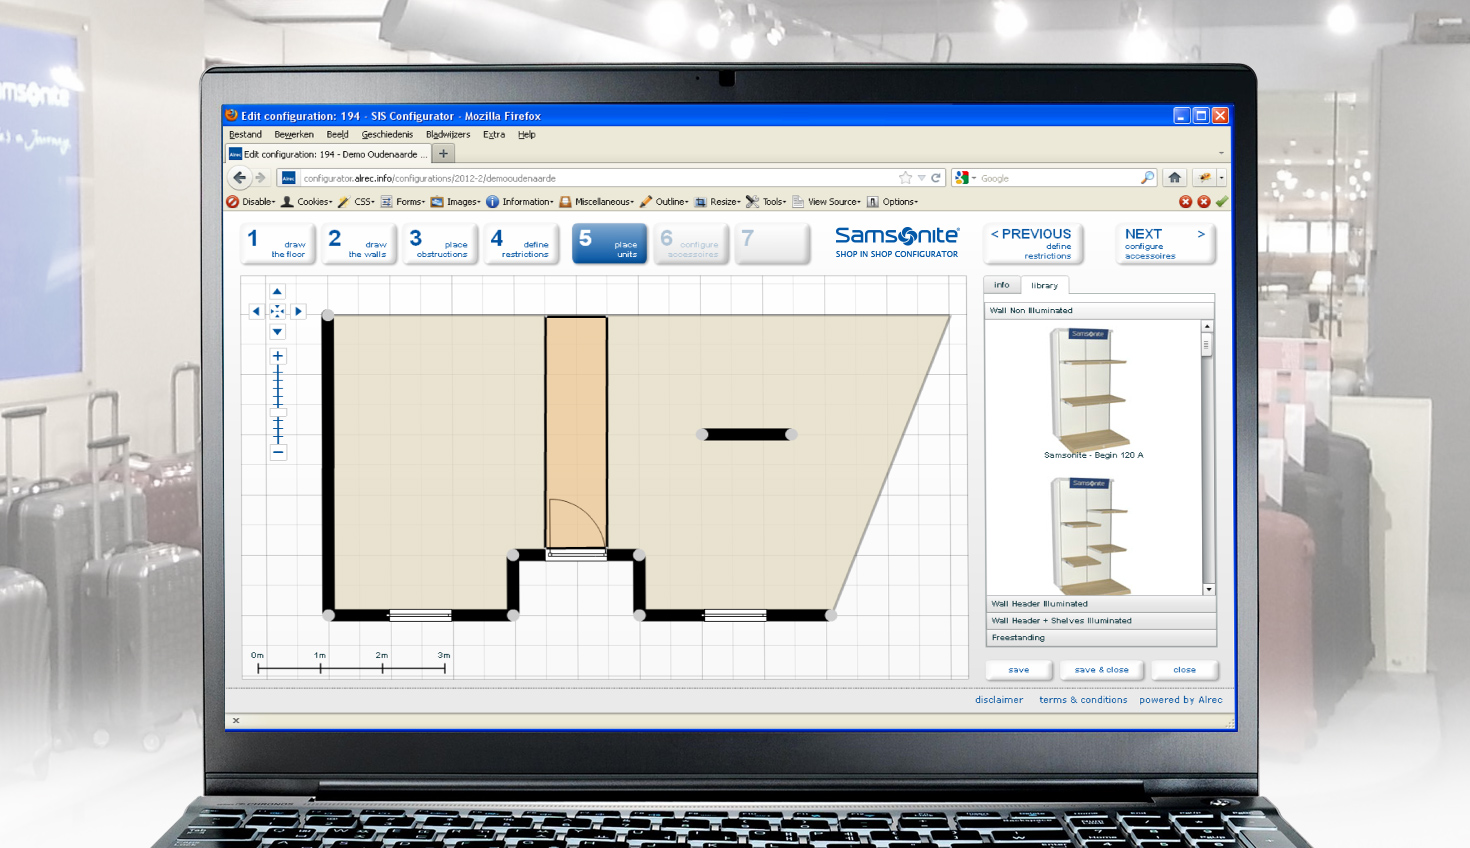 Edit configuration: 194 - SIS Configurator - Mozilla Firefox
Bestand Bewerken Beeld Geschiedenis Bladwijzers Extra Help
Alrec Edit configuration: 194 - Demo Oudenaarde ... +
Alrec configurator.alrec.info/configurations/2012-2/demooudenaarde Google
Disable Cookies CSS Forms Images Information Miscellaneous Outline Resize Tools View Source Options
1 draw
the floor
2 draw
the walls
3 place
obstructions
4 define
restrictions
5 place
units
6 configure
accessoires
7
Samsonite
SHOP IN SHOP CONFIGURATOR
< PREVIOUS
define
restrictions
NEXT >
configure
accessoires
info library
Wall Non Illuminated
Samsonite
Samsonite - Begin 120 A
Samsonite
Wall Header Illuminated
Wall Header + Shelves Illuminated
Freestanding
0m 1m 2m 3m
save save & close close
disclaimer terms & conditions powered by Alrec